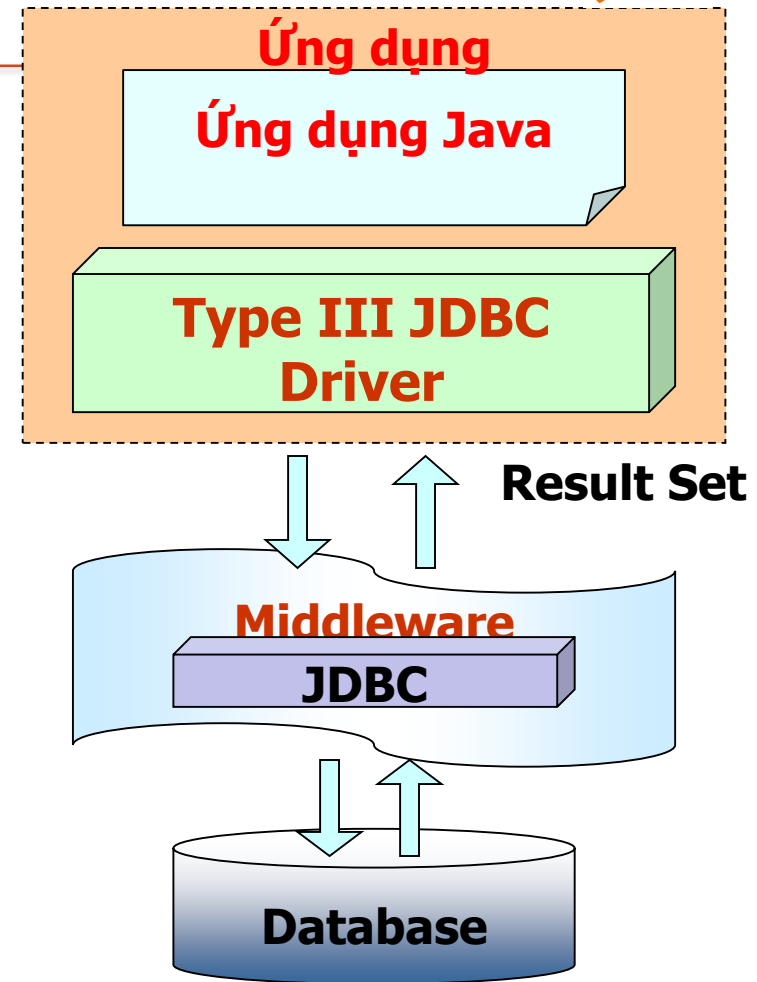 Ứng dụng
Ứng dụng Java
Type III JDBC
Driver
Result Set
Middleware
JDBC
Database